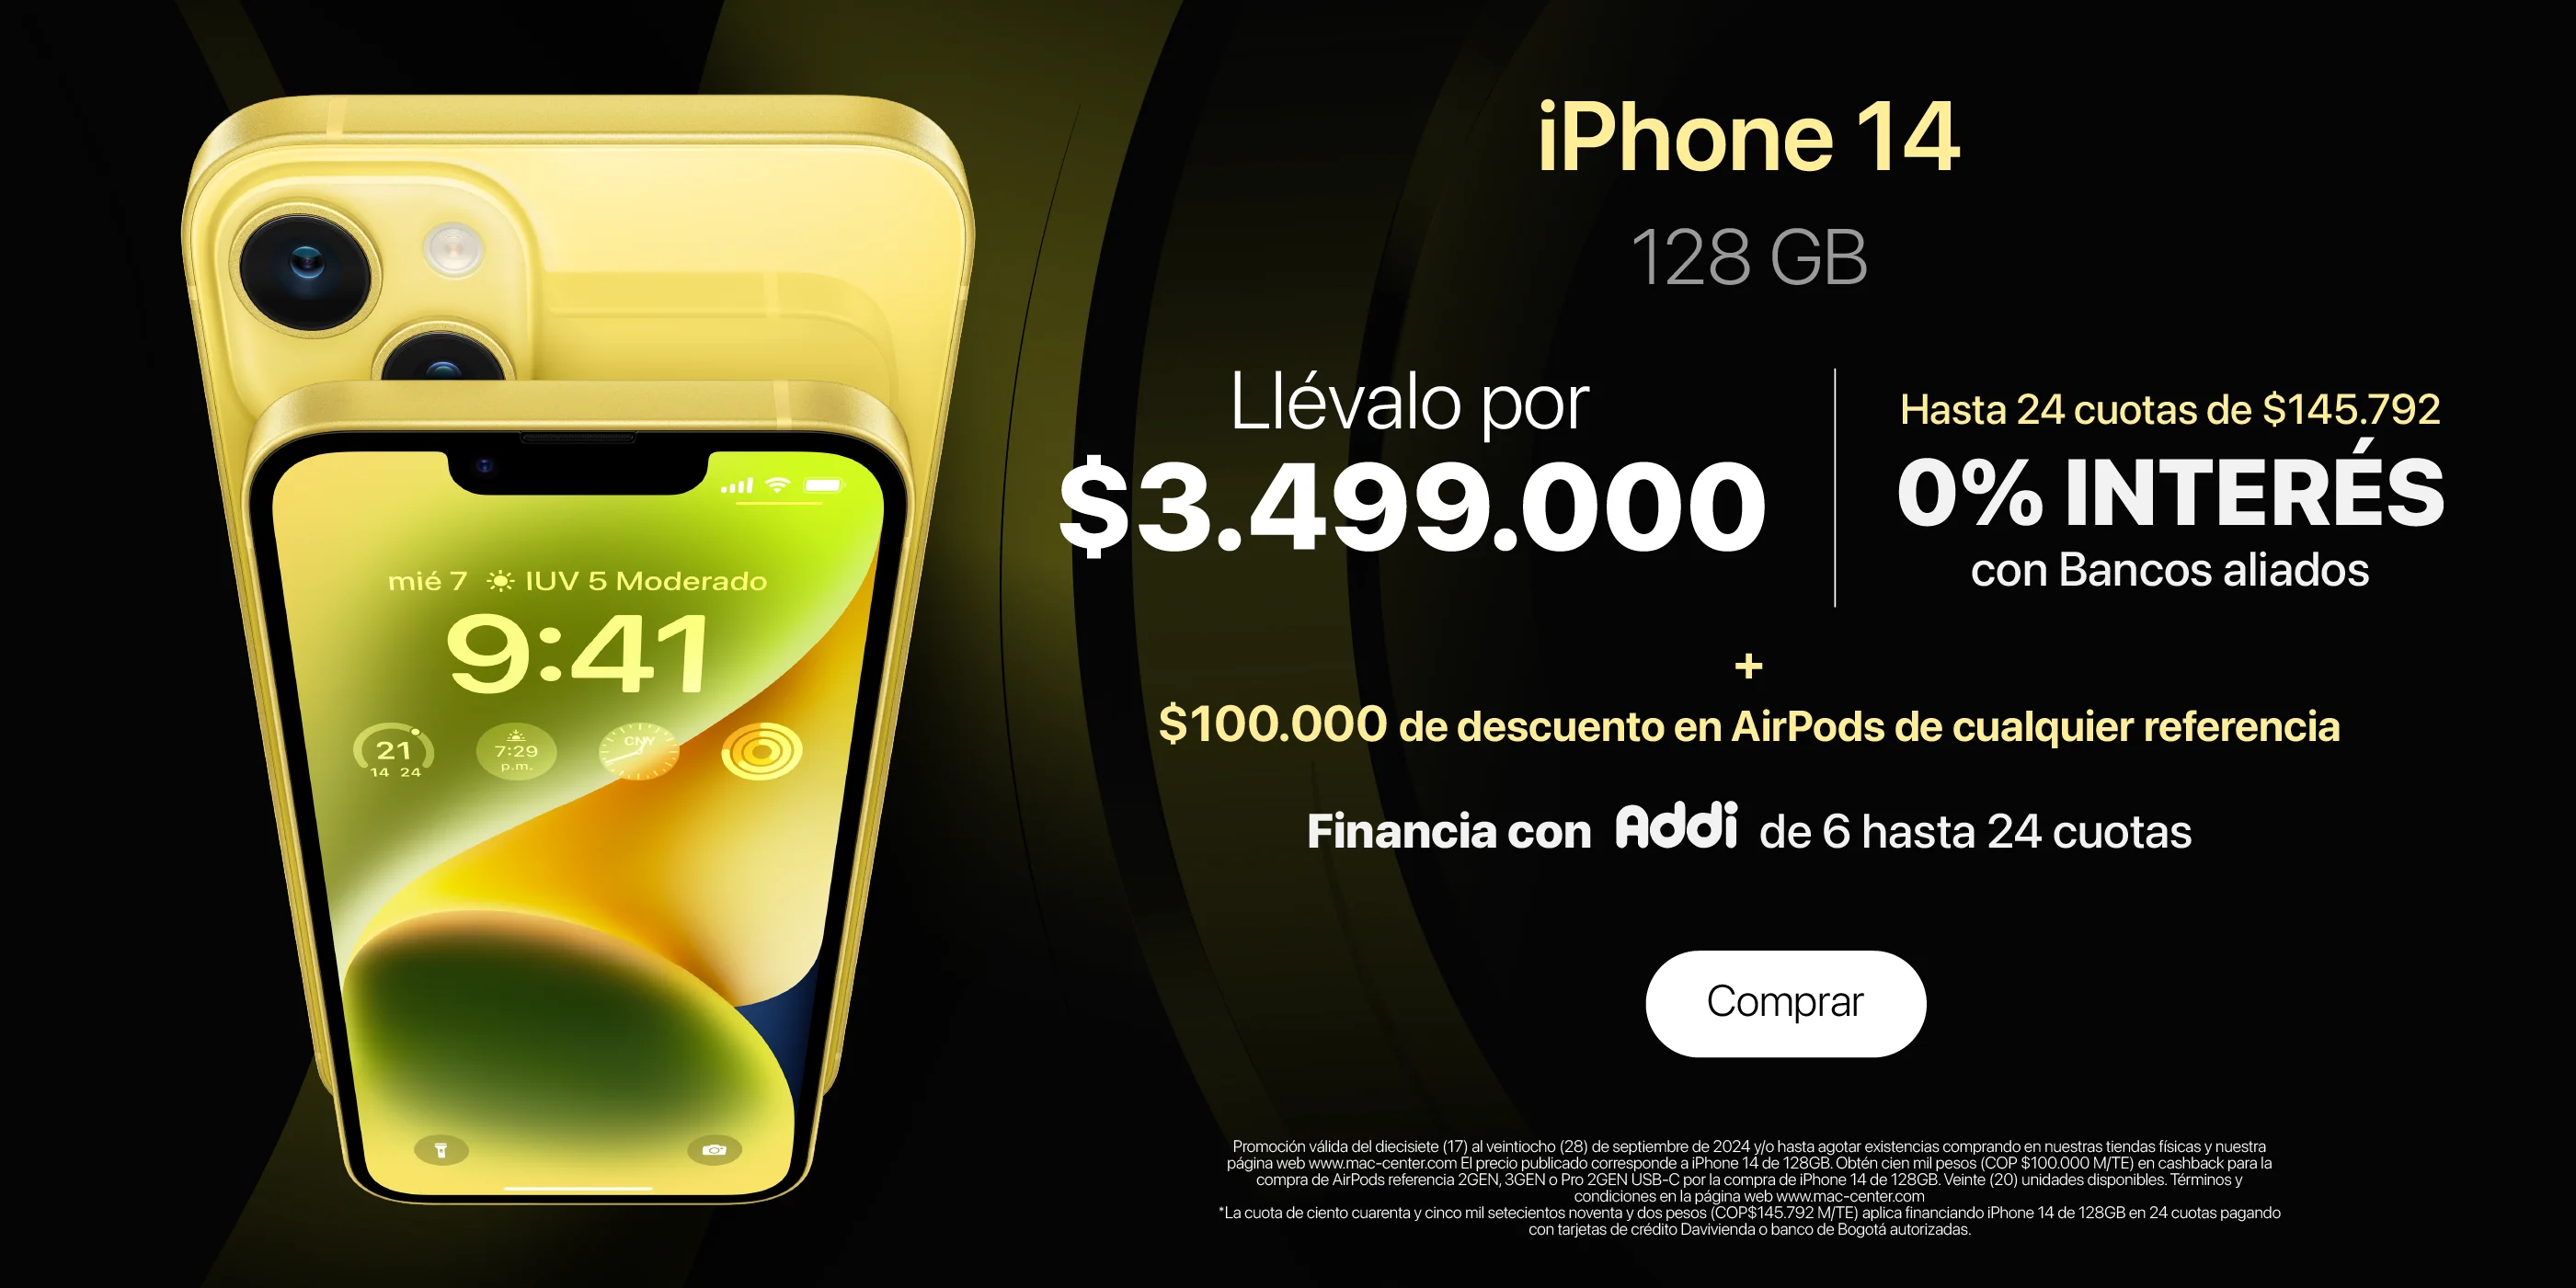 iPhone 14
128 GB
Llévalo por
$3.499.000
Hasta 24 cuotas de $145.792
0% INTERÉS
con Bancos aliados
+
$100.000 de descuento en AirPods de cualquier referencia
Financia con Addi de 6 hasta 24 cuotas
Comprar
mié 7 IUV 5 Moderado
9:41
21
14 24
7:29
p.m.
CNY
Promoción válida del diecisiete (17) al veintiocho (28) de septiembre de 2024 y/o hasta agotar existencias comprando en nuestras tiendas físicas y nuestra
página web www.mac-center.com El precio publicado corresponde a iPhone 14 de 128GB. Obtén cien mil pesos (COP $100.000 M/TE) en cashback para la
compra de AirPods referencia 2GEN, 3GEN o Pro 2GEN USB-C por la compra de iPhone 14 de 128GB. Veinte (20) unidades disponibles. Términos y
condiciones en la página web www.mac-center.com
*La cuota de ciento cuarenta y cinco mil setecientos noventa y dos pesos (COP$145.792 M/TE) aplica financiando iPhone 14 de 128GB en 24 cuotas pagando
con tarjetas de crédito Davivienda o banco de Bogotá autorizadas.